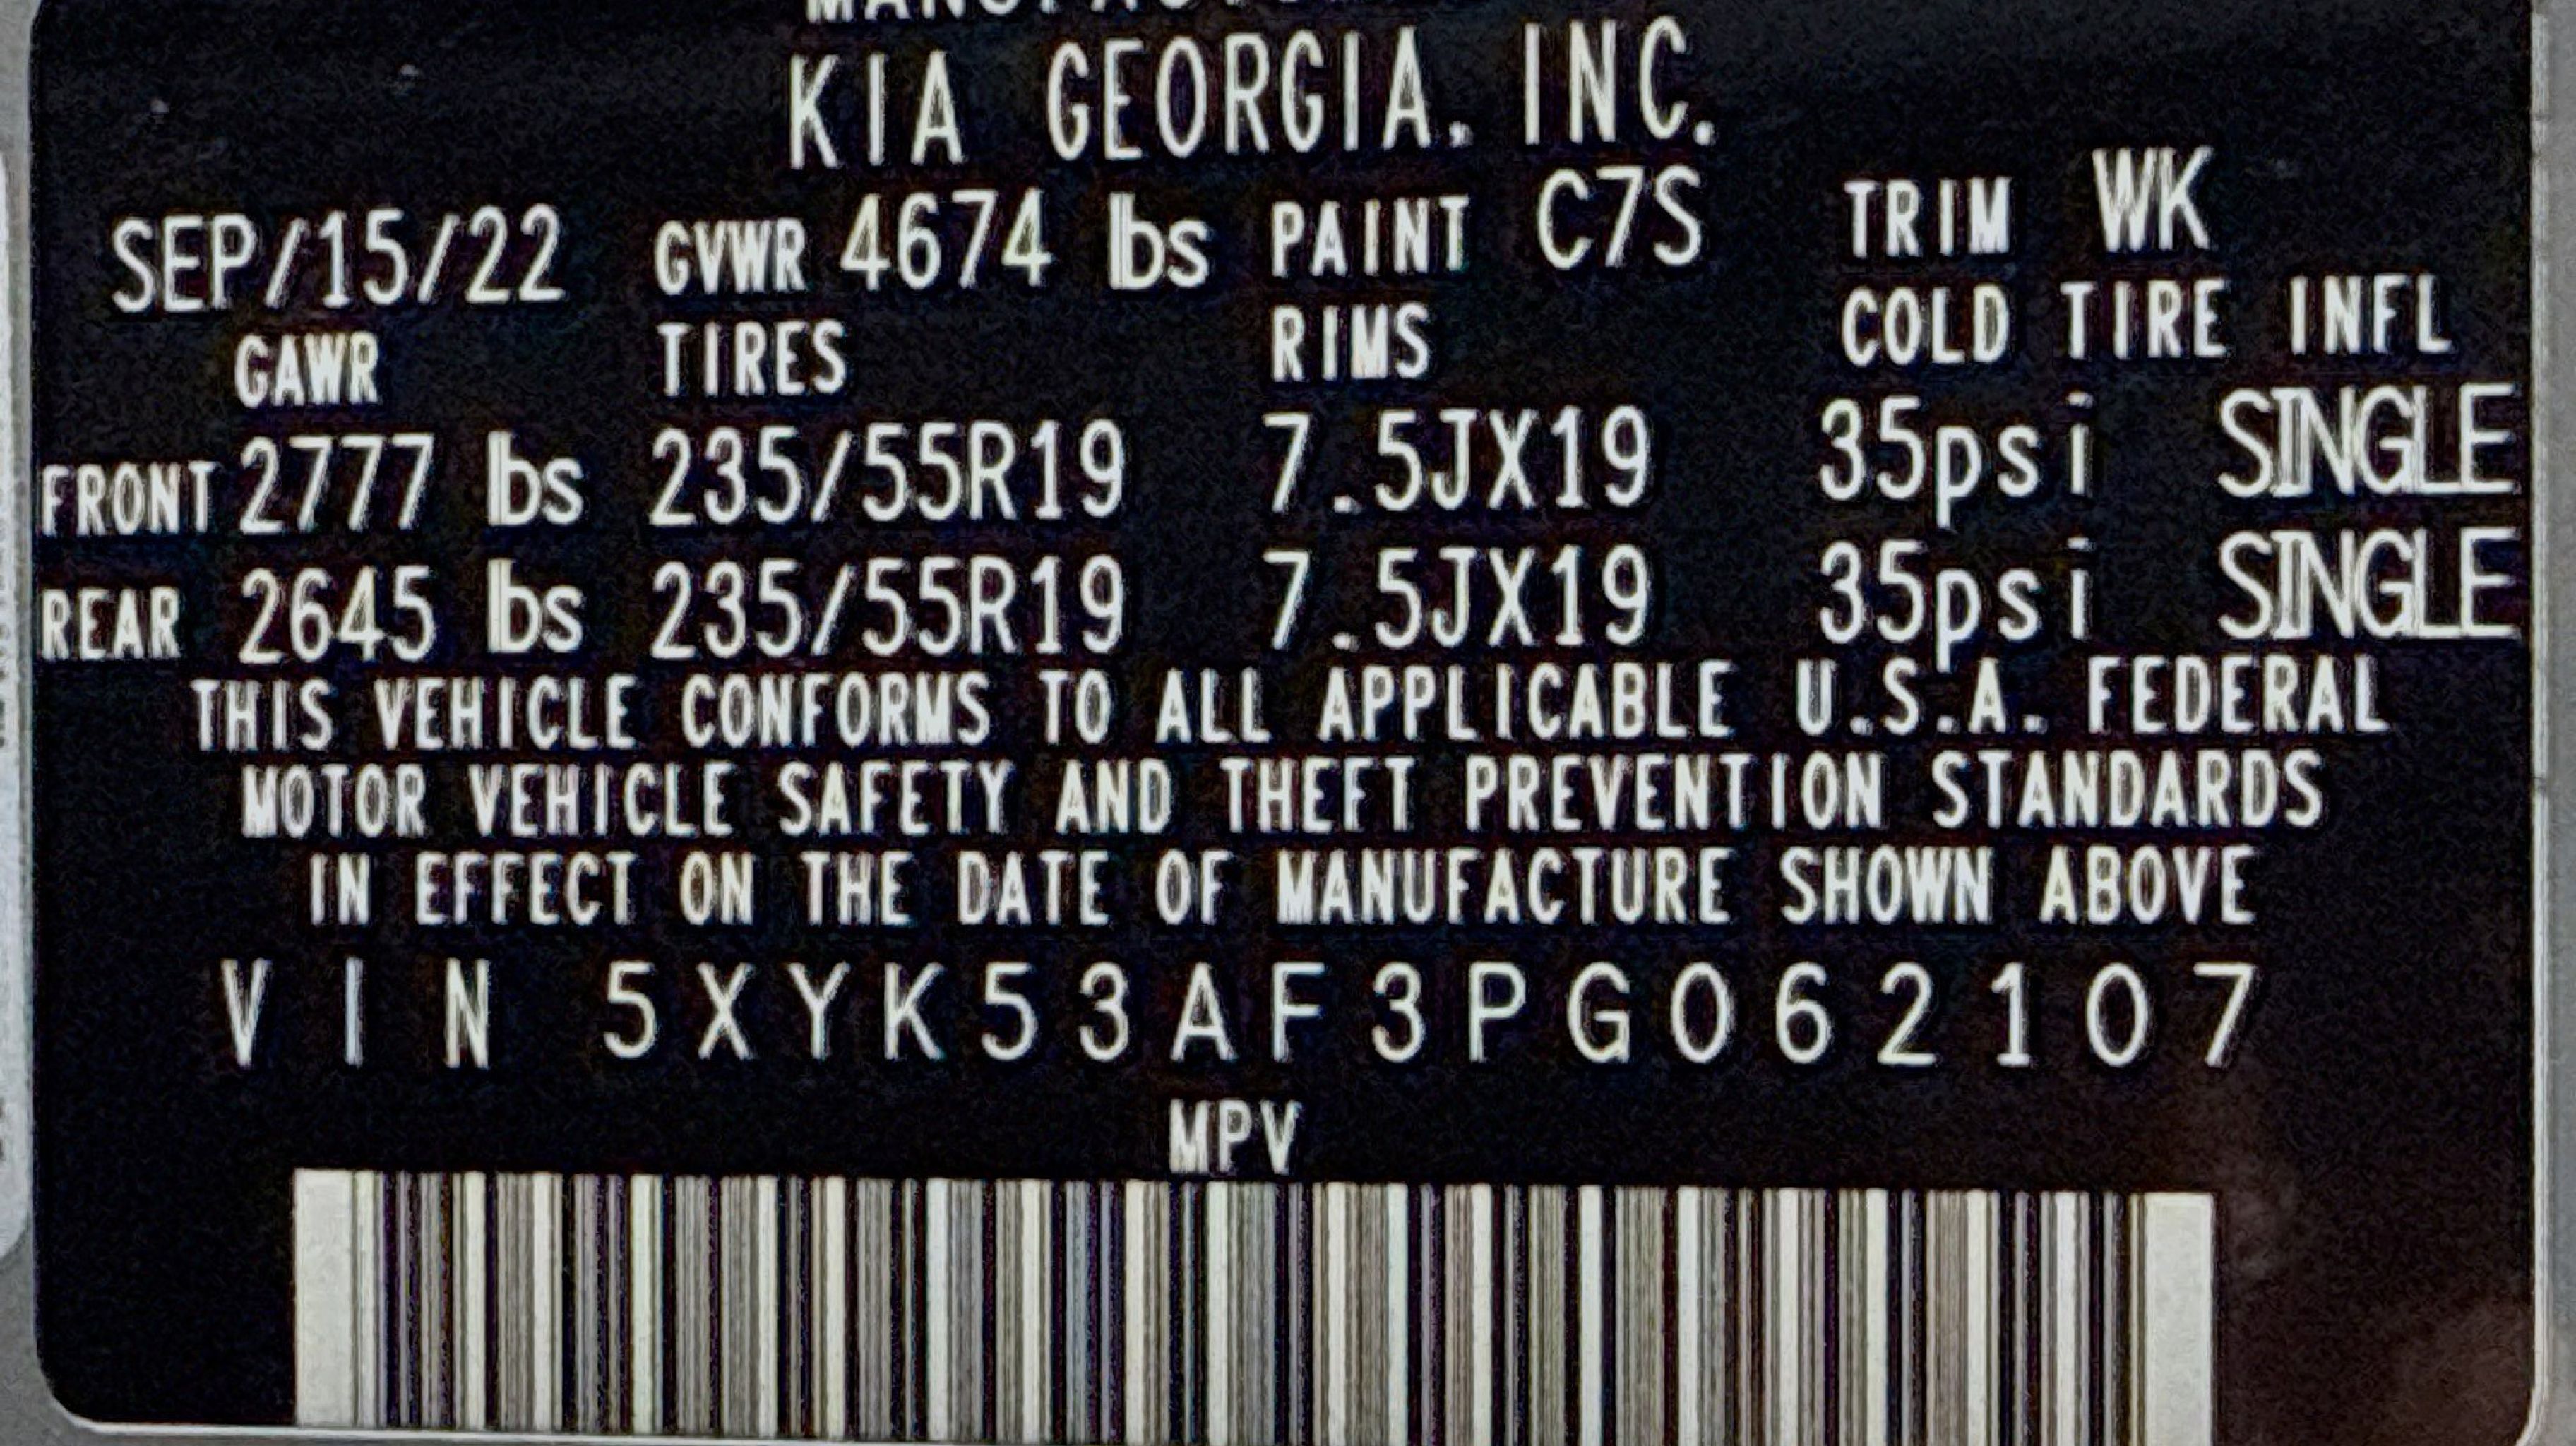 MANUFACTU
KIA GEORGIA, INC.
SEP/15/22 GVWR 4674 lbs PAINT C7S TRIM WK
GAWR TIRES RIMS COLD TIRE INFL
FRONT 2777 lbs 235/55R19 7.5JX19 35psi SINGLE
REAR 2645 lbs 235/55R19 7.5JX19 35psi SINGLE
THIS VEHICLE CONFORMS TO ALL APPLICABLE U.S.A. FEDERAL
MOTOR VEHICLE SAFETY AND THEFT PREVENTION STANDARDS
IN EFFECT ON THE DATE OF MANUFACTURE SHOWN ABOVE
VIN 5XYK53AF3PG062107
MPV